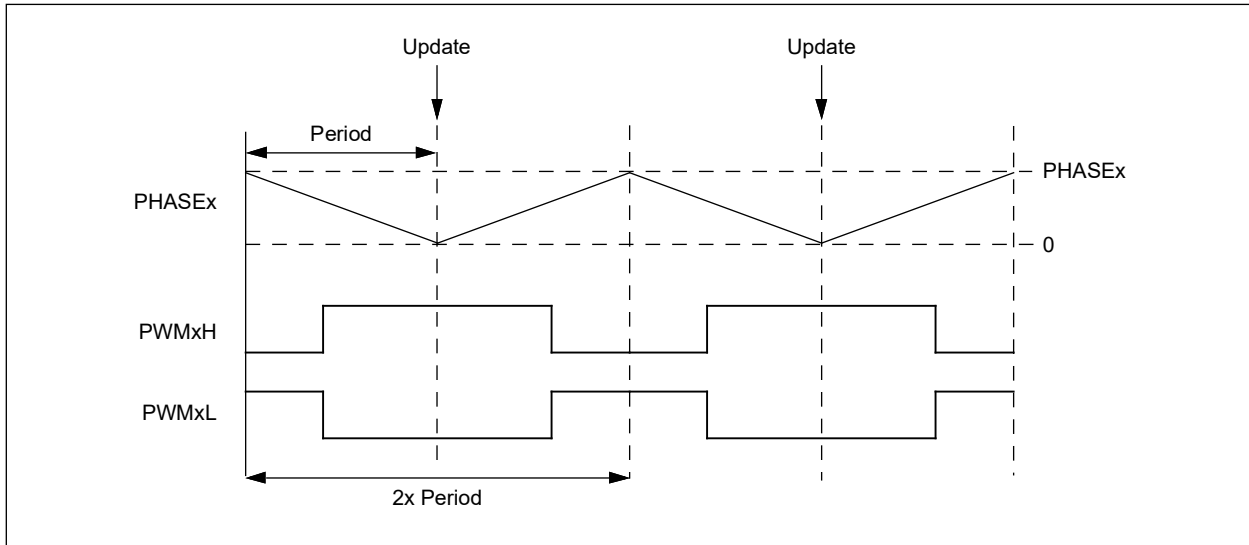 Update
Update
Period
PHASEx
PHASEx
0
PWMxH
PWMxL
2x Period